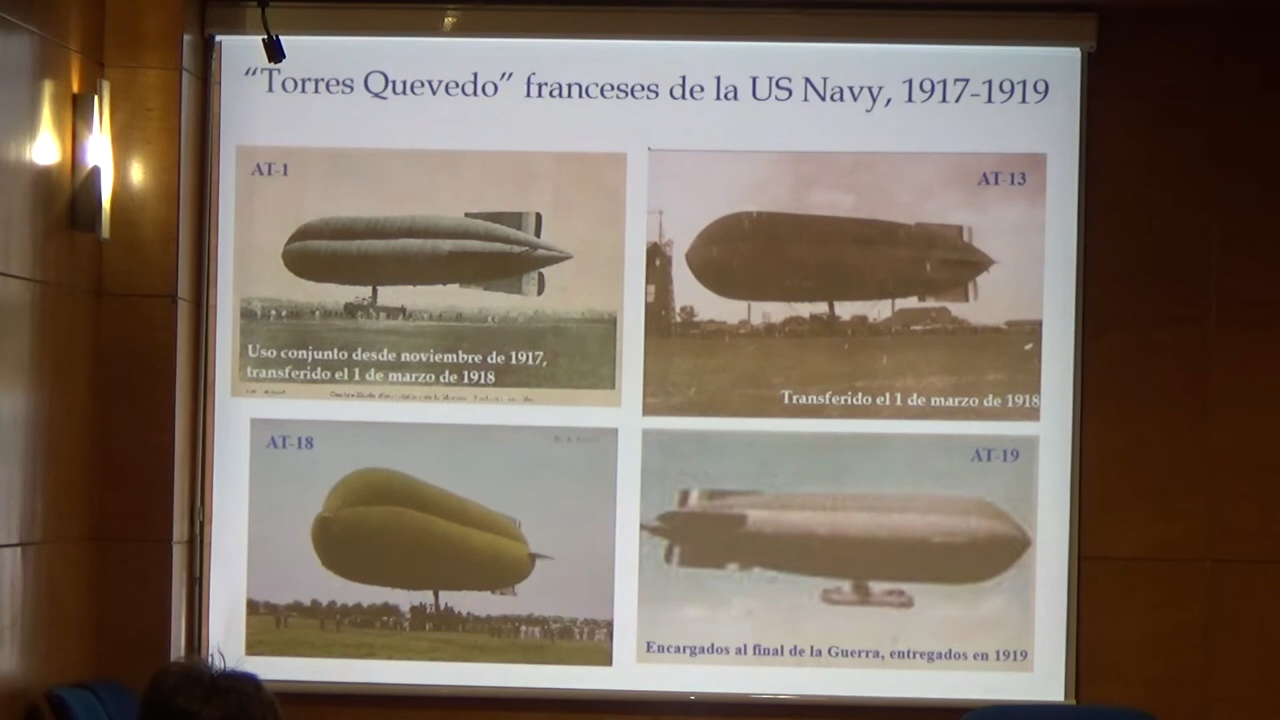 “Torres Quevedo” franceses de la US Navy, 1917-1919
AT-1
Uso conjunto desde noviembre de 1917,
transferido el 1 de marzo de 1918
AT-13
Transferido el 1 de marzo de 1918
AT-18
AT-19
Encargados al final de la Guerra, entregados en 1919